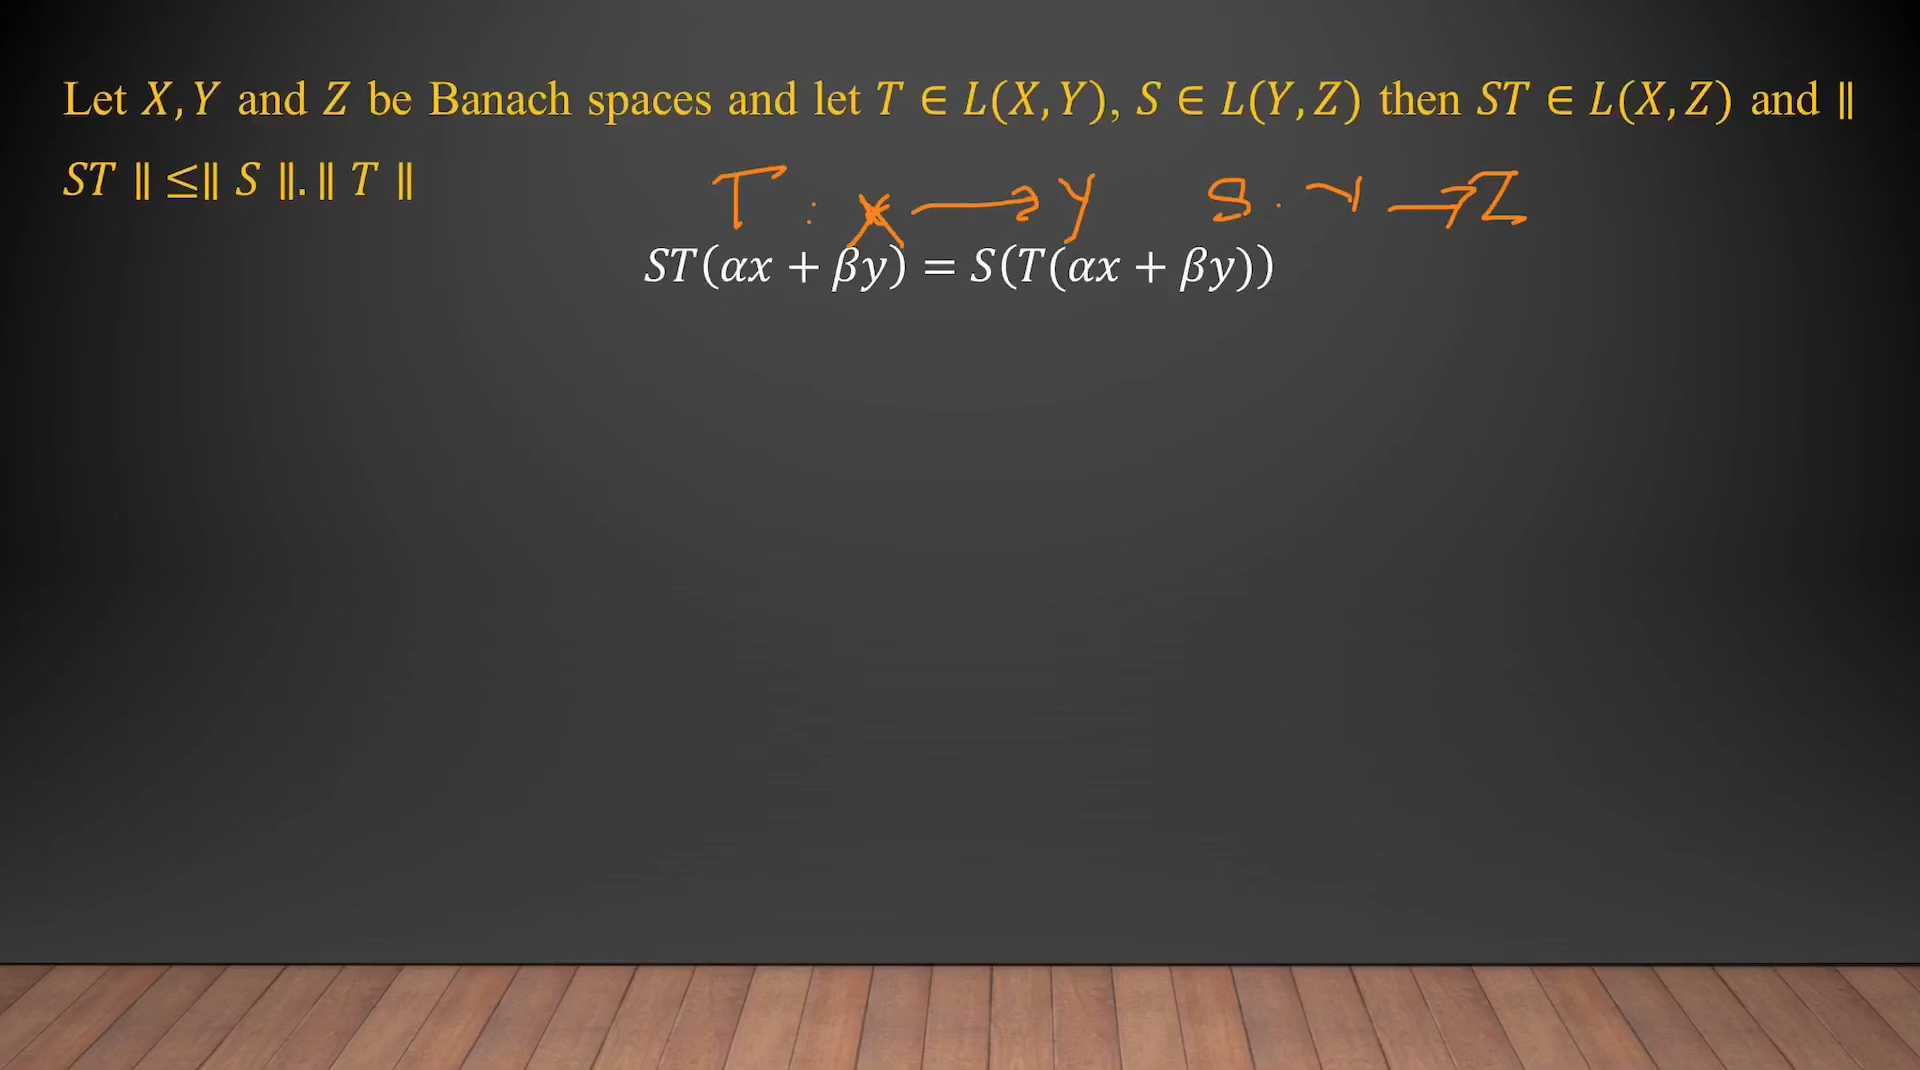 Let X, Y and Z be Banach spaces and let T ∈ L(X, Y), S ∈ L(Y, Z) then ST ∈ L(X, Z) and ∥
ST ∥ ≤∥ S ∥. ∥ T ∥
T : X → Y S . Y → Z
ST(αx + βy) = S(T(αx + βy))